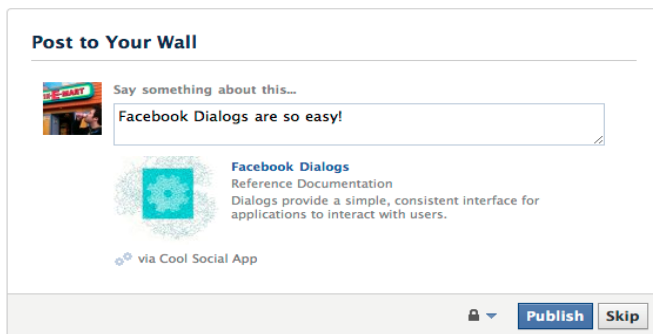 Post to Your Wall
Say something about this...
Facebook Dialogs are so easy!
Facebook Dialogs
Reference Documentation
Dialogs provide a simple, consistent interface for
applications to interact with users.
via Cool Social App
Publish Skip